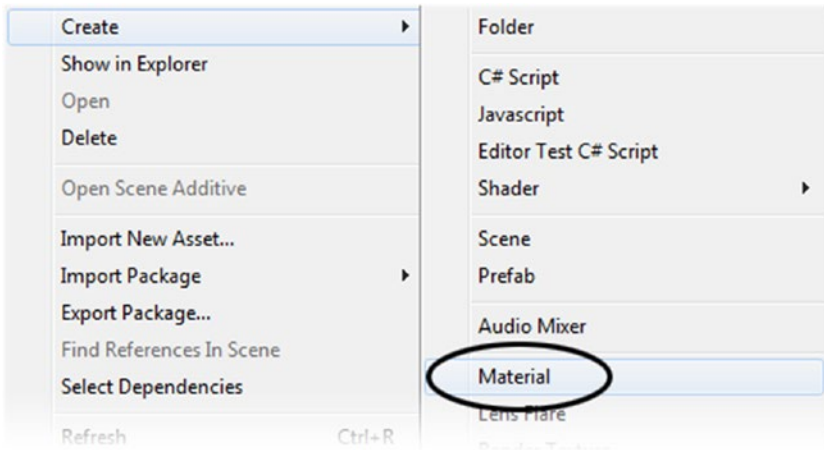 Create
Show in Explorer
Open
Delete
Open Scene Additive
Import New Asset...
Import Package
Export Package...
Find References In Scene
Select Dependencies
Refresh Ctrl+R
Folder
C# Script
Javascript
Editor Test C# Script
Shader
Scene
Prefab
Audio Mixer
Material
Lens Flare
Render Texture